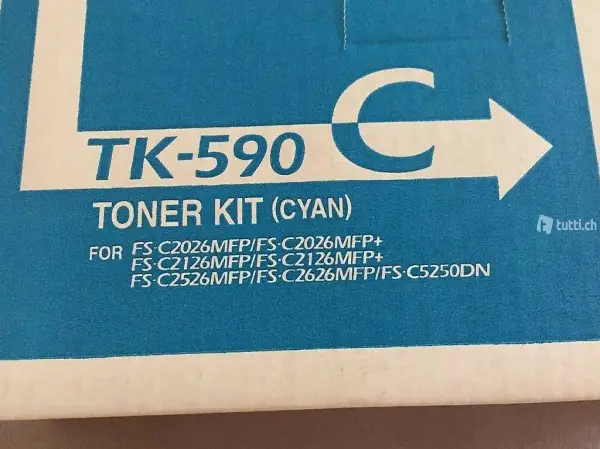 TK-590 C
TONER KIT (CYAN)
FOR FS-C2026MFP/FS-C2026MFP+
FS-C2126MFP/FS-C2126MFP+
FS-C2526MFP/FS-C2626MFP/FS-C5250DN
tutti.ch